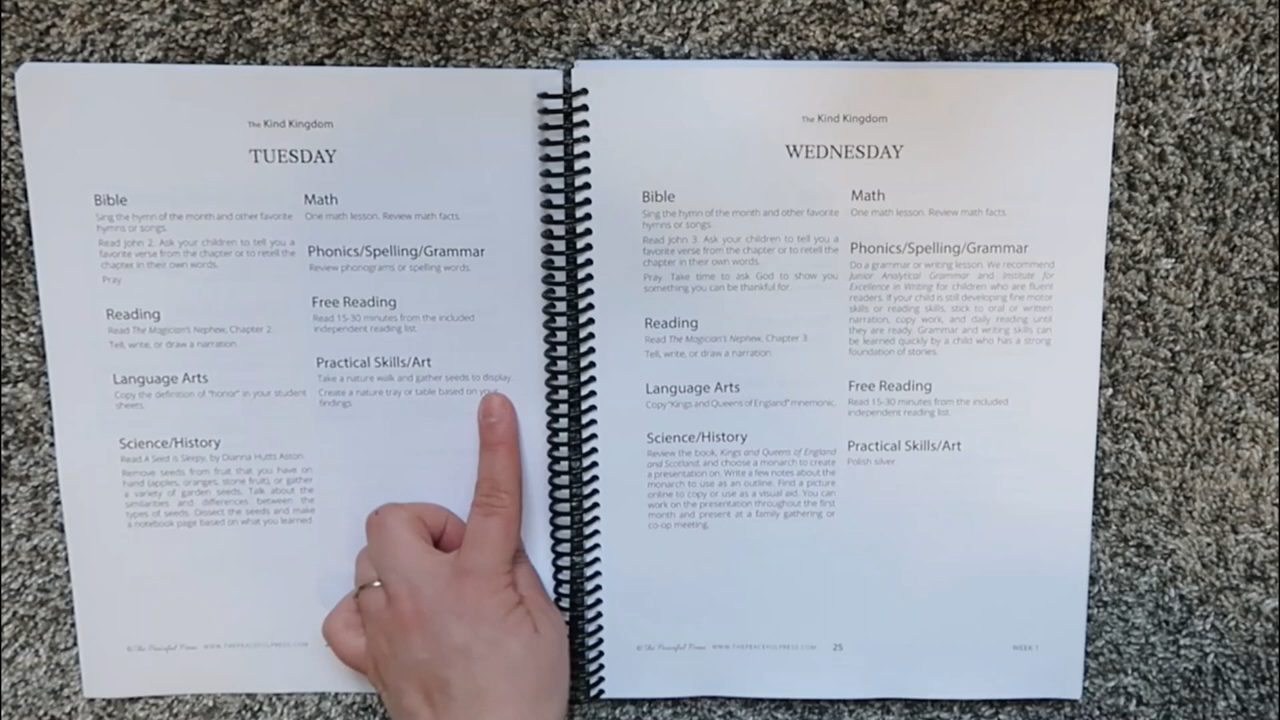 The Kind Kingdom
TUESDAY
Bible
Sing the hymn of the month and other favorite
hymns or songs.
Read John 2. Ask your children to tell you a
favorite verse from the chapter or to retell the
chapter in their own words.
Pray.
Reading
Read The Magician's Nephew, Chapter 2.
Tell, write, or draw a narration.
Language Arts
Copy the definition of "honor" in your student
sheets.
Science/History
Read A Seed is Sleepy, by Dianna Hutts Aston.
Remove seeds from fruit that you have on
hand (apples, oranges, stone fruit), or gather
a variety of garden seeds. Talk about the
similarities and differences between the
types of seeds. Dissect the seeds and make
a notebook page based on what you learned.
Math
One math lesson. Review math facts.
Phonics/Spelling/Grammar
Review phonograms or spelling words.
Free Reading
Read 15-30 minutes from the included
independent reading list.
Practical Skills/Art
Take a nature walk and gather seeds to display.
Create a nature tray or table based on your
findings.
© The Peaceful Press WWW.THEPEACEFULPRESS.COM
The Kind Kingdom
WEDNESDAY
Bible
Sing the hymn of the month and other favorite
hymns or songs.
Read John 3. Ask your children to tell you a
favorite verse from the chapter or to retell the
chapter in their own words.
Pray. Take time to ask God to show you
something you can be thankful for.
Reading
Read The Magician's Nephew, Chapter 3.
Tell, write, or draw a narration.
Language Arts
Copy "Kings and Queens of England" mnemonic.
Science/History
Review the book, Kings and Queens of England
and Scotland, and choose a monarch to create
a presentation on. Write a few notes about the
monarch to use as an outline. Find a picture
online to copy or use as a visual aid. You can
work on the presentation throughout the first
month and present at a family gathering or
co-op meeting.
Math
One math lesson. Review math facts.
Phonics/Spelling/Grammar
Do a grammar or writing lesson. We recommend
Junior Analytical Grammar and Institute for
Excellence in Writing for children who are fluent
readers. If your child is still developing fine motor
skills or reading skills, stick to oral or written
narration, copy work, and daily reading until
they are ready. Grammar and writing skills can
be learned quickly by a child who has a strong
foundation of stories.
Free Reading
Read 15-30 minutes from the included
independent reading list.
Practical Skills/Art
Polish silver.
© The Peaceful Press WWW.THEPEACEFULPRESS.COM 25 WEEK 1